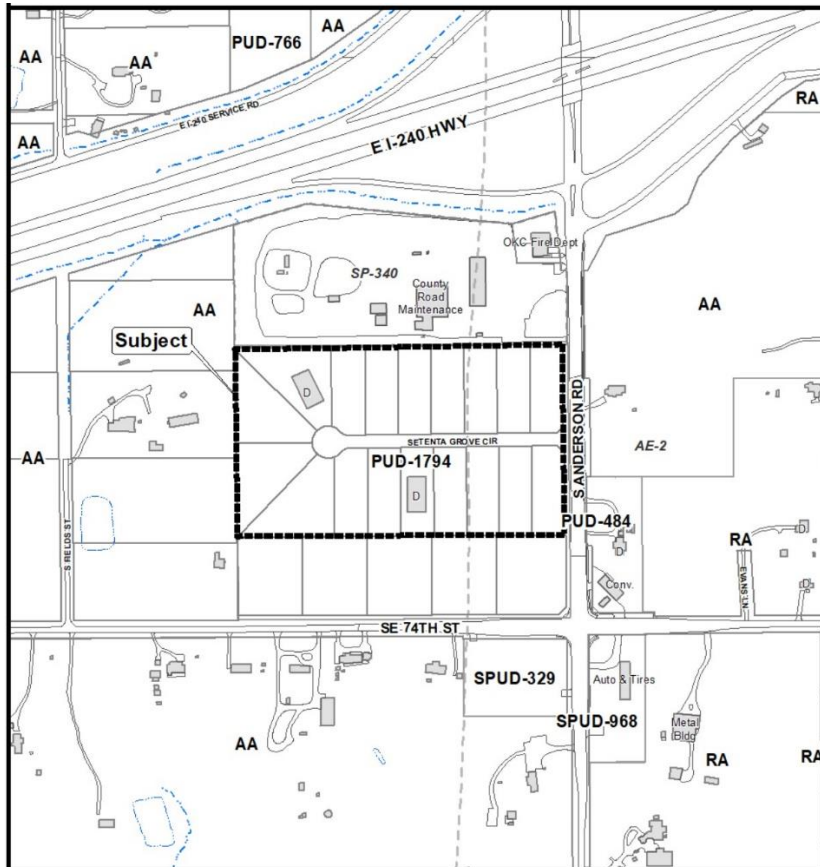 AA
PUD-766
AA
AA
RA
AA
E I-240 SERVICE RD
E I-240 HWY
OKC Fire Dept
SP-340
County
Road
Maintenance
AA
AA
Subject
D
S ANDERSON RD
SETENTA GROVE CIR
AE-2
AA
PUD-1794
D
PUD-484
D
RA
D
S FIELDS ST
Conv.
D
EVANS LN
SE 74TH ST
SPUD-329
Auto & Tires
SPUD-968
Metal
Bldg
AA
RA
RA